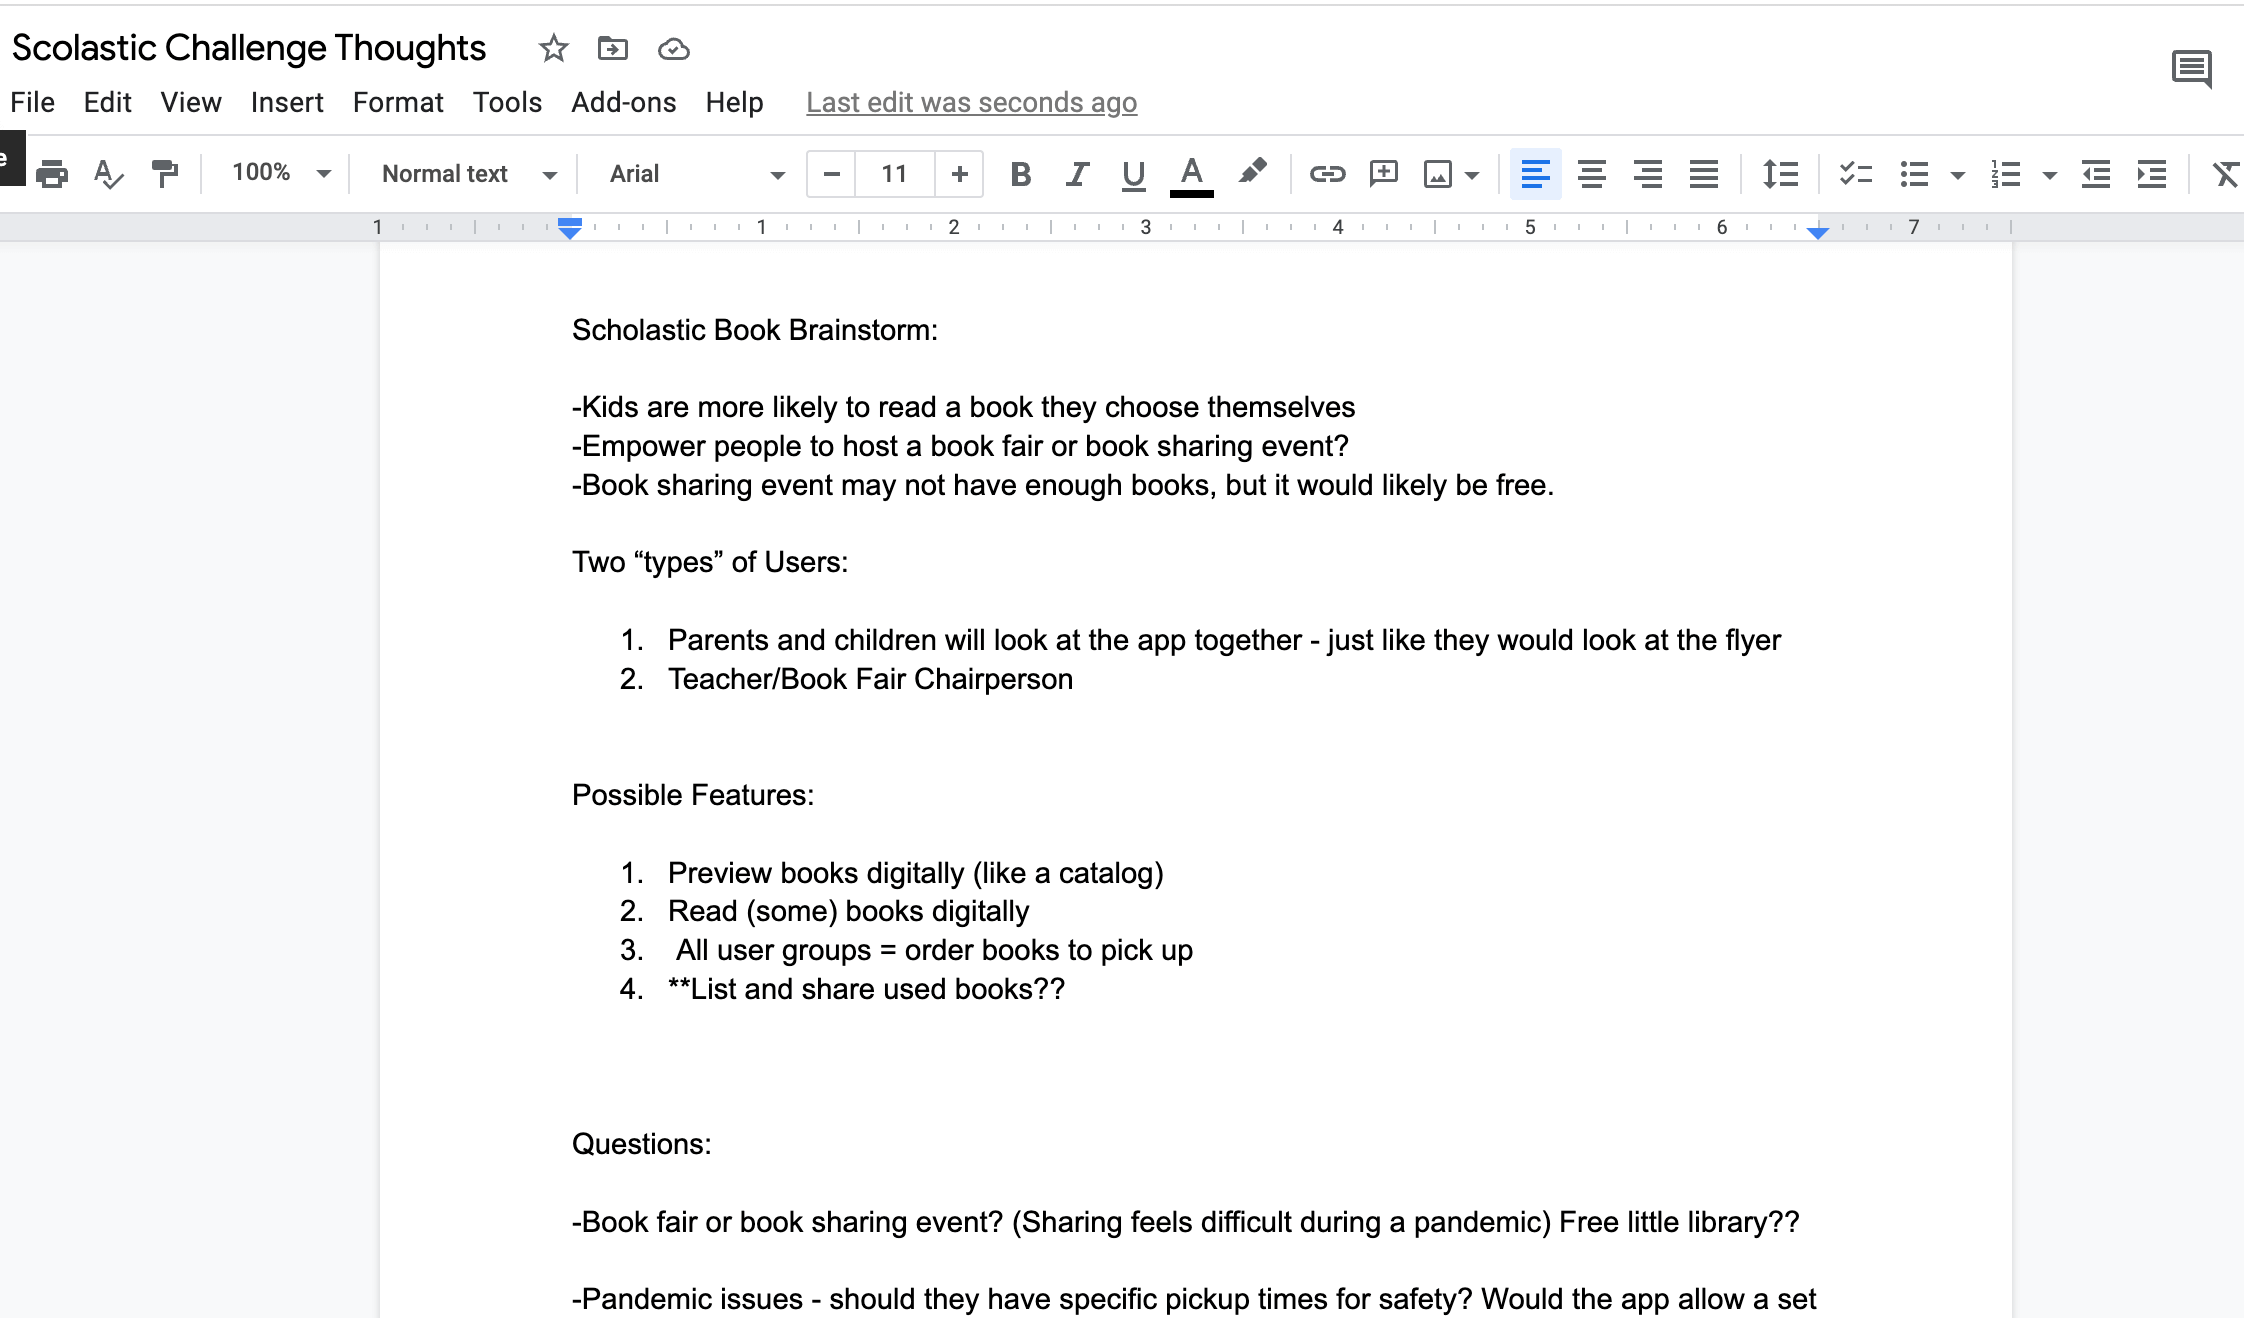 Scolastic Challenge Thoughts
File Edit View Insert Format Tools Add-ons Help Last edit was seconds ago
e 100% Normal text Arial − 11 + B I U A
1 1 2 3 4 5 6 7
Scholastic Book Brainstorm:
-Kids are more likely to read a book they choose themselves
-Empower people to host a book fair or book sharing event?
-Book sharing event may not have enough books, but it would likely be free.
Two “types” of Users:
1. Parents and children will look at the app together - just like they would look at the flyer
2. Teacher/Book Fair Chairperson
Possible Features:
1. Preview books digitally (like a catalog)
2. Read (some) books digitally
3. All user groups = order books to pick up
4. **List and share used books??
Questions:
-Book fair or book sharing event? (Sharing feels difficult during a pandemic) Free little library??
-Pandemic issues - should they have specific pickup times for safety? Would the app allow a set